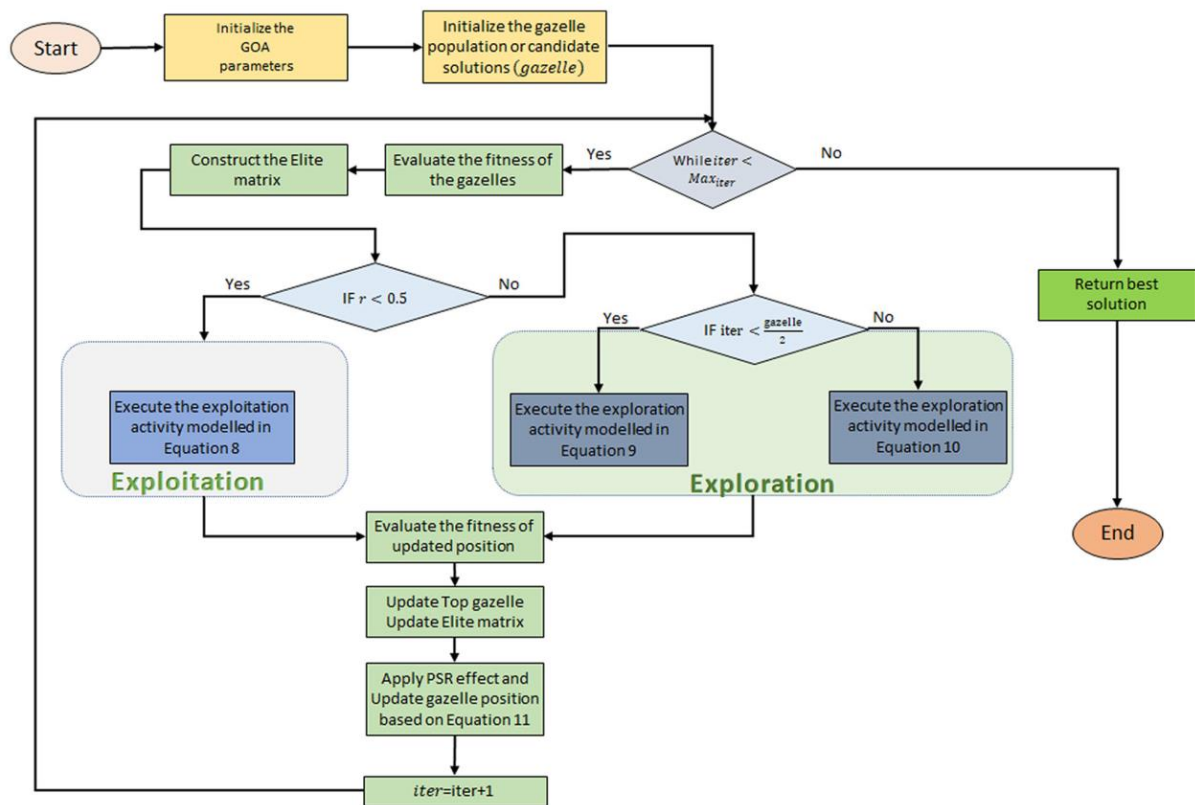 Start
Initialize the
GOA
parameters
Initialize the gazelle
population or candidate
solutions (gazelle)
While iter <
Max_iter
Yes
No
Evaluate the fitness of
the gazelles
Construct the Elite
matrix
IF r < 0.5
Yes
No
IF iter < gazelle/2
Yes
No
Return best
solution
Execute the exploitation
activity modelled in
Equation 8
Exploitation
Execute the exploration
activity modelled in
Equation 9
Execute the exploration
activity modelled in
Equation 10
Exploration
End
Evaluate the fitness of
updated position
Update Top gazelle
Update Elite matrix
Apply PSR effect and
Update gazelle position
based on Equation 11
iter=iter+1